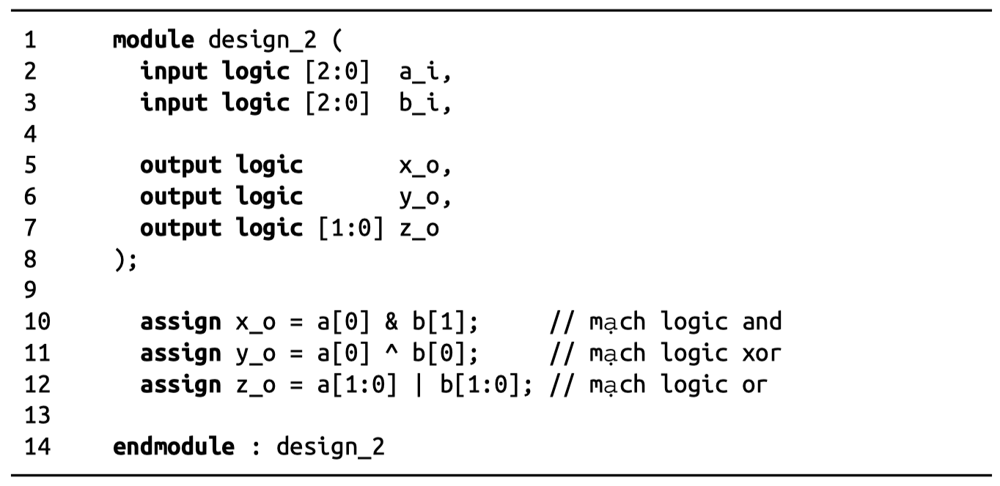 1 module design_2 (
2 input logic [2:0] a_i,
3 input logic [2:0] b_i,
4
5 output logic x_o,
6 output logic y_o,
7 output logic [1:0] z_o
8 );
9
10 assign x_o = a[0] & b[1]; // mạch logic and
11 assign y_o = a[0] ^ b[0]; // mạch logic xor
12 assign z_o = a[1:0] | b[1:0]; // mạch logic or
13
14 endmodule : design_2